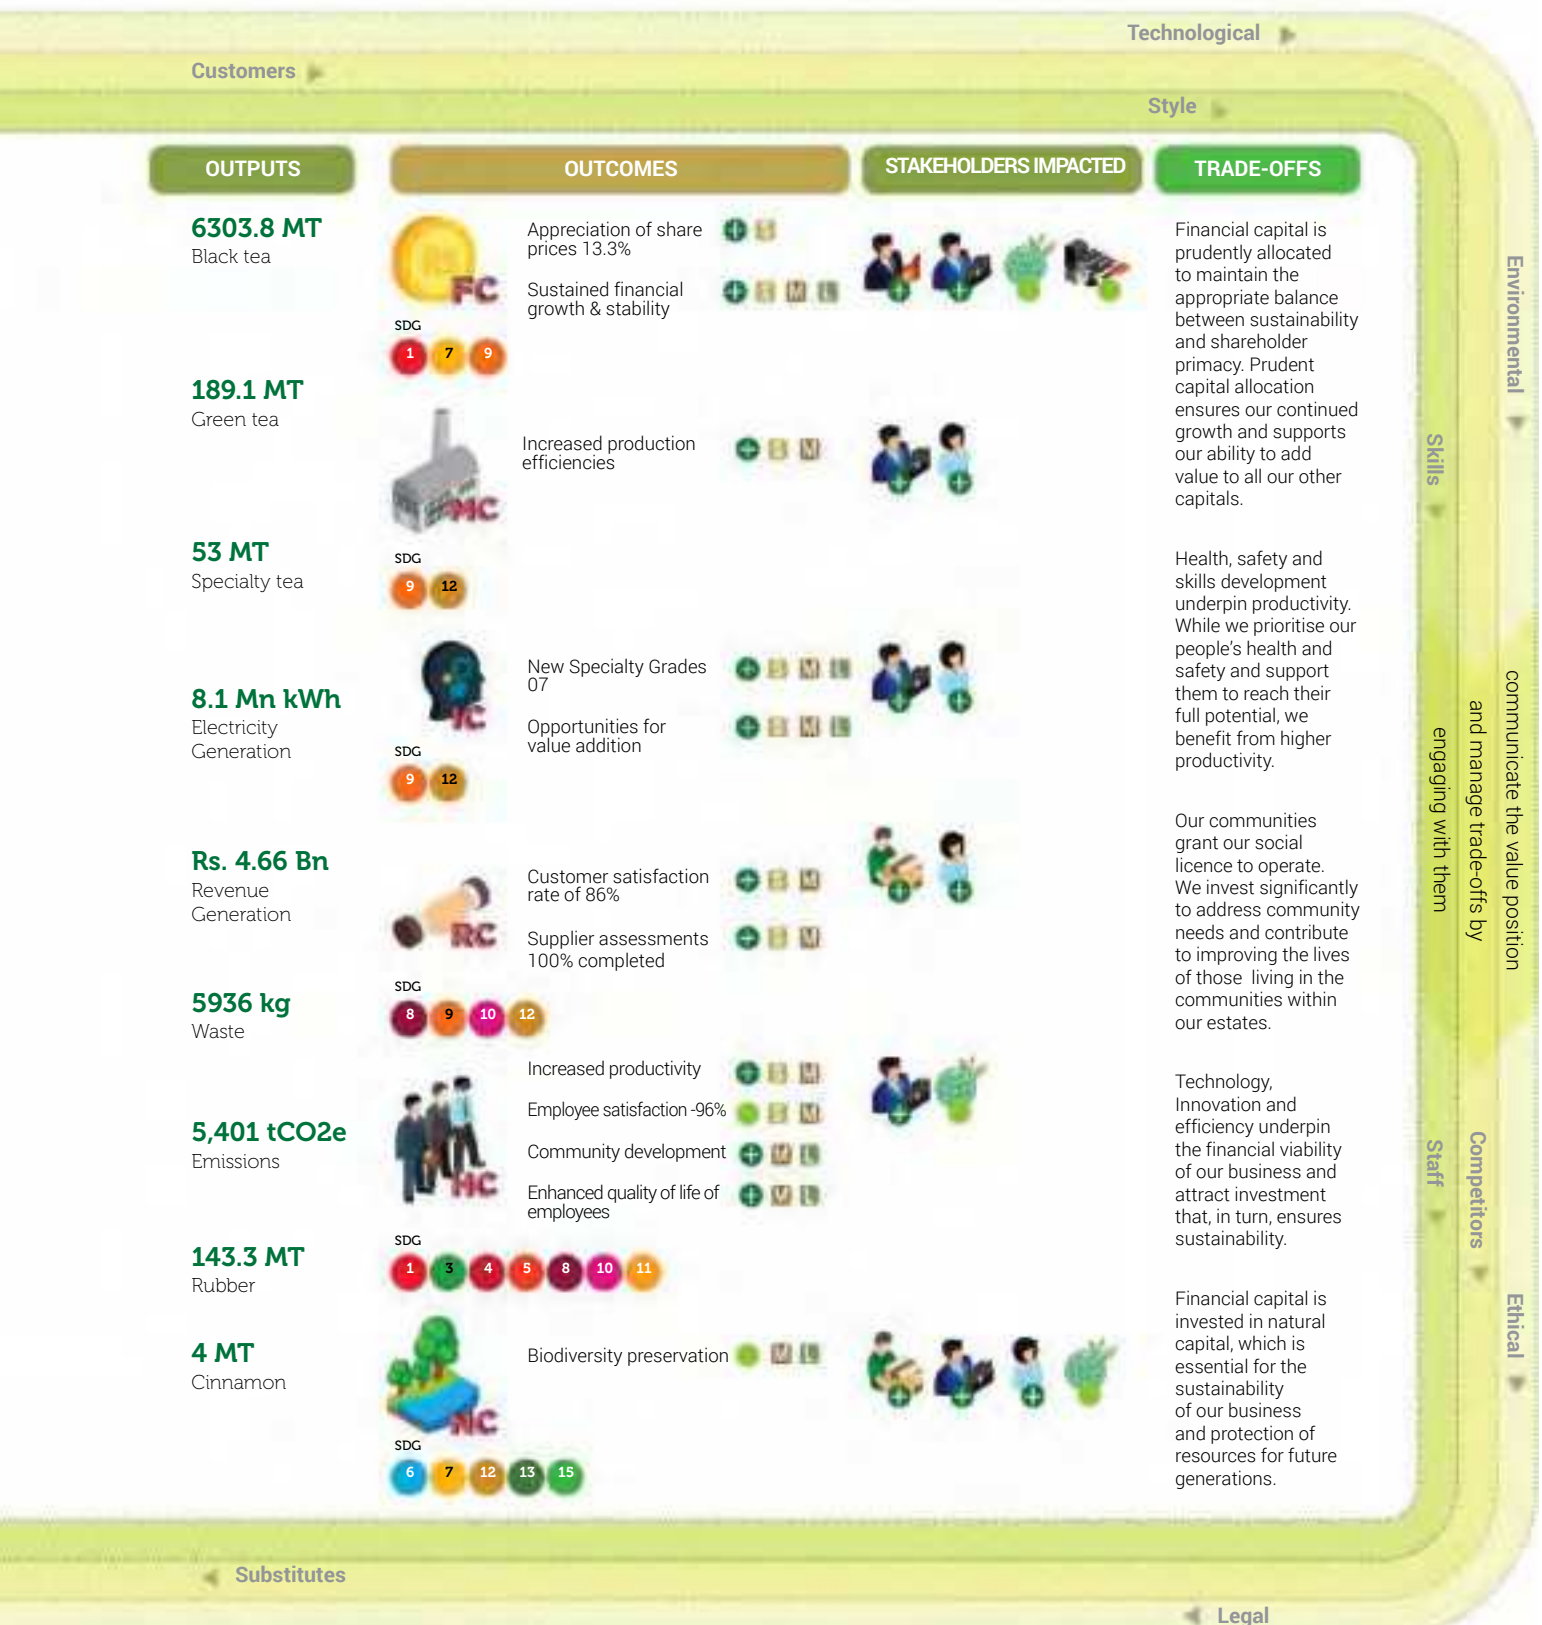 Technological
Customers
Style
OUTPUTS
OUTCOMES
STAKEHOLDERS IMPACTED
TRADE-OFFS
6303.8 MT
Black tea
189.1 MT
Green tea
53 MT
Specialty tea
8.1 Mn kWh
Electricity
Generation
Rs. 4.66 Bn
Revenue
Generation
5936 kg
Waste
5,401 tCO2e
Emissions
143.3 MT
Rubber
4 MT
Cinnamon
FC
Appreciation of share
prices 13.3%
S
Sustained financial
growth & stability
S M L
SDG
1 7 9
MC
Increased production
efficiencies
S M
SDG
9 12
IC
New Specialty Grades
07
S M L
Opportunities for
value addition
S M L
SDG
9 12
RC
Customer satisfaction
rate of 86%
S M
Supplier assessments
100% completed
S M
SDG
8 9 10 12
HC
Increased productivity
S M
Employee satisfaction -96%
S M
Community development
M L
Enhanced quality of life of
employees
M L
SDG
1 3 4 5 8 10 11
NC
Biodiversity preservation
M L
SDG
6 7 12 13 15
Financial capital is
prudently allocated
to maintain the
appropriate balance
between sustainability
and shareholder
primacy. Prudent
capital allocation
ensures our continued
growth and supports
our ability to add
value to all our other
capitals.
Health, safety and
skills development
underpin productivity.
While we prioritise our
people's health and
safety and support
them to reach their
full potential, we
benefit from higher
productivity.
Our communities
grant our social
licence to operate.
We invest significantly
to address community
needs and contribute
to improving the lives
of those living in the
communities within
our estates.
Technology,
Innovation and
efficiency underpin
the financial viability
of our business and
attract investment
that, in turn, ensures
sustainability.
Financial capital is
invested in natural
capital, which is
essential for the
sustainability
of our business
and protection of
resources for future
generations.
Environmental
Skills
communicate the value position
and manage trade-offs by
engaging with them
Staff
Competitors
Ethical
Substitutes
Legal